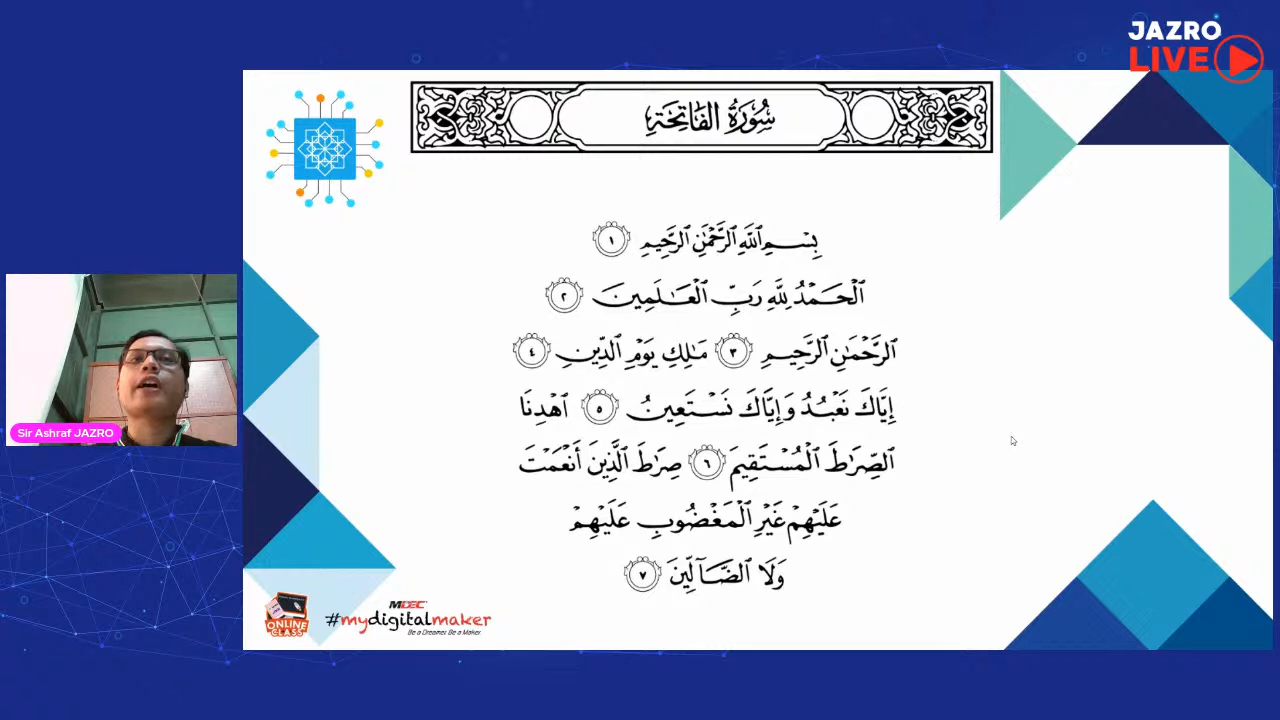 JAZRO
LIVE
سُورَةُ الفَاتِحَةِ
بِسْمِ ٱللَّهِ ٱلرَّحْمَٰنِ ٱلرَّحِيمِ ١
ٱلْحَمْدُ لِلَّهِ رَبِّ ٱلْعَٰلَمِينَ ٢
ٱلرَّحْمَٰنِ ٱلرَّحِيمِ ٣ مَٰلِكِ يَوْمِ ٱلدِّينِ ٤
إِيَّاكَ نَعْبُدُ وَإِيَّاكَ نَسْتَعِينُ ٥ ٱهْدِنَا
ٱلصِّرَٰطَ ٱلْمُسْتَقِيمَ ٦ صِرَٰطَ ٱلَّذِينَ أَنْعَمْتَ
عَلَيْهِمْ غَيْرِ ٱلْمَغْضُوبِ عَلَيْهِمْ
وَلَا ٱلضَّآلِّينَ ٧
Sir Ashraf JAZRO
ONLINE
CLASS
MDEC
#mydigitalmaker
Be a Dreamer. Be a Maker.